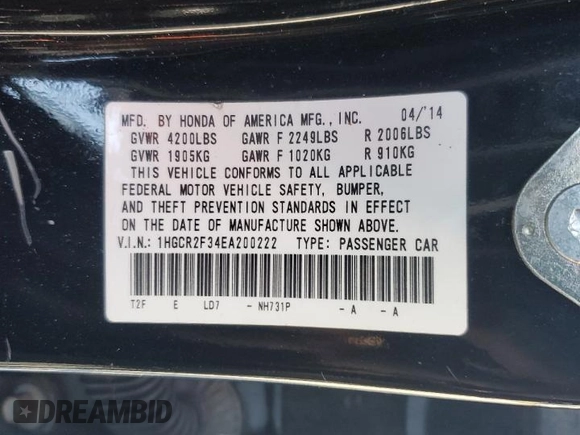 MFD. BY HONDA OF AMERICA MFG., INC. 04/'14
GVWR 4200LBS GAWR F 2249LBS R 2006LBS
GVWR 1905KG GAWR F 1020KG R 910KG
THIS VEHICLE CONFORMS TO ALL APPLICABLE
FEDERAL MOTOR VEHICLE SAFETY, BUMPER,
AND THEFT PREVENTION STANDARDS IN EFFECT
ON THE DATE OF MANUFACTURE SHOWN ABOVE.
V.I.N.: 1HGCR2F34EA200222 TYPE: PASSENGER CAR
T2F E LD7 - NH731P - A - A
DREAMBID